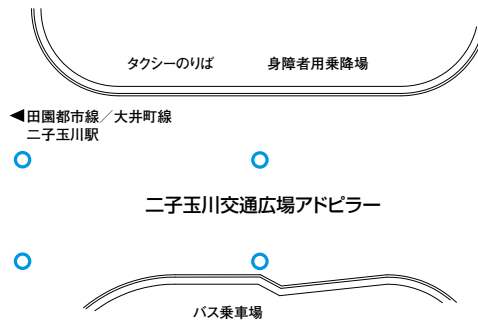 タクシーのりば 身障者用乗降場
◀田園都市線／大井町線
二子玉川駅
二子玉川交通広場アドピラー
バス乗車場